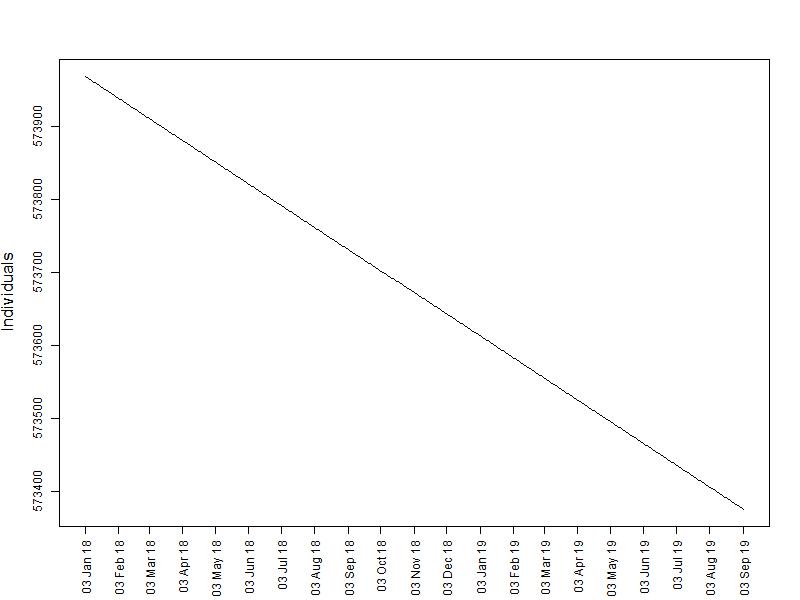 Individuals
573900
573800
573700
573600
573500
573400
03 Jan 18
03 Feb 18
03 Mar 18
03 Apr 18
03 May 18
03 Jun 18
03 Jul 18
03 Aug 18
03 Sep 18
03 Oct 18
03 Nov 18
03 Dec 18
03 Jan 19
03 Feb 19
03 Mar 19
03 Apr 19
03 May 19
03 Jun 19
03 Jul 19
03 Aug 19
03 Sep 19